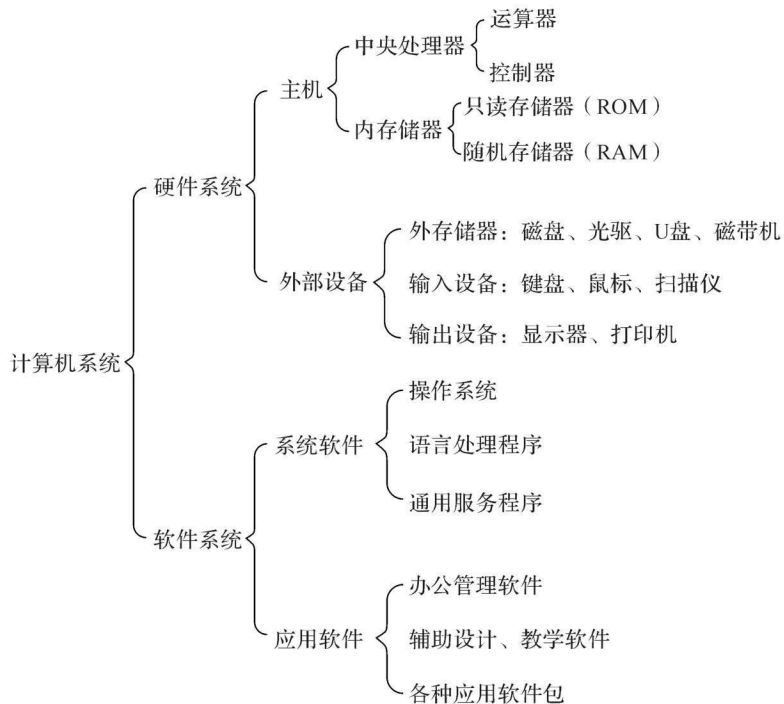 计算机系统
硬件系统
主机
中央处理器
运算器
控制器
内存储器
只读存储器（ROM）
随机存储器（RAM）
外部设备
外存储器：磁盘、光驱、U盘、磁带机
输入设备：键盘、鼠标、扫描仪
输出设备：显示器、打印机
软件系统
系统软件
操作系统
语言处理程序
通用服务程序
应用软件
办公管理软件
辅助设计、教学软件
各种应用软件包